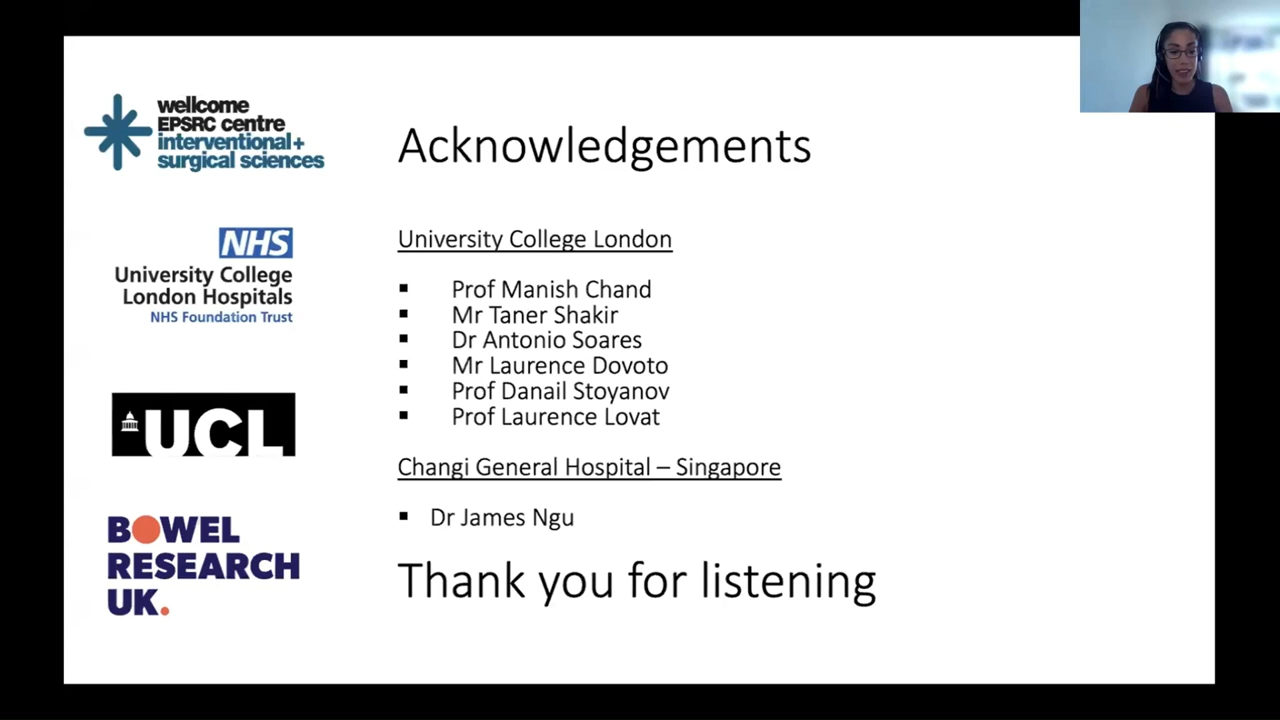 wellcome
EPSRC centre
interventional+
surgical sciences
NHS
University College
London Hospitals
NHS Foundation Trust
UCL
BOWEL
RESEARCH
UK.
Acknowledgements
University College London
▪ Prof Manish Chand
▪ Mr Taner Shakir
▪ Dr Antonio Soares
▪ Mr Laurence Dovoto
▪ Prof Danail Stoyanov
▪ Prof Laurence Lovat
Changi General Hospital – Singapore
▪ Dr James Ngu
Thank you for listening